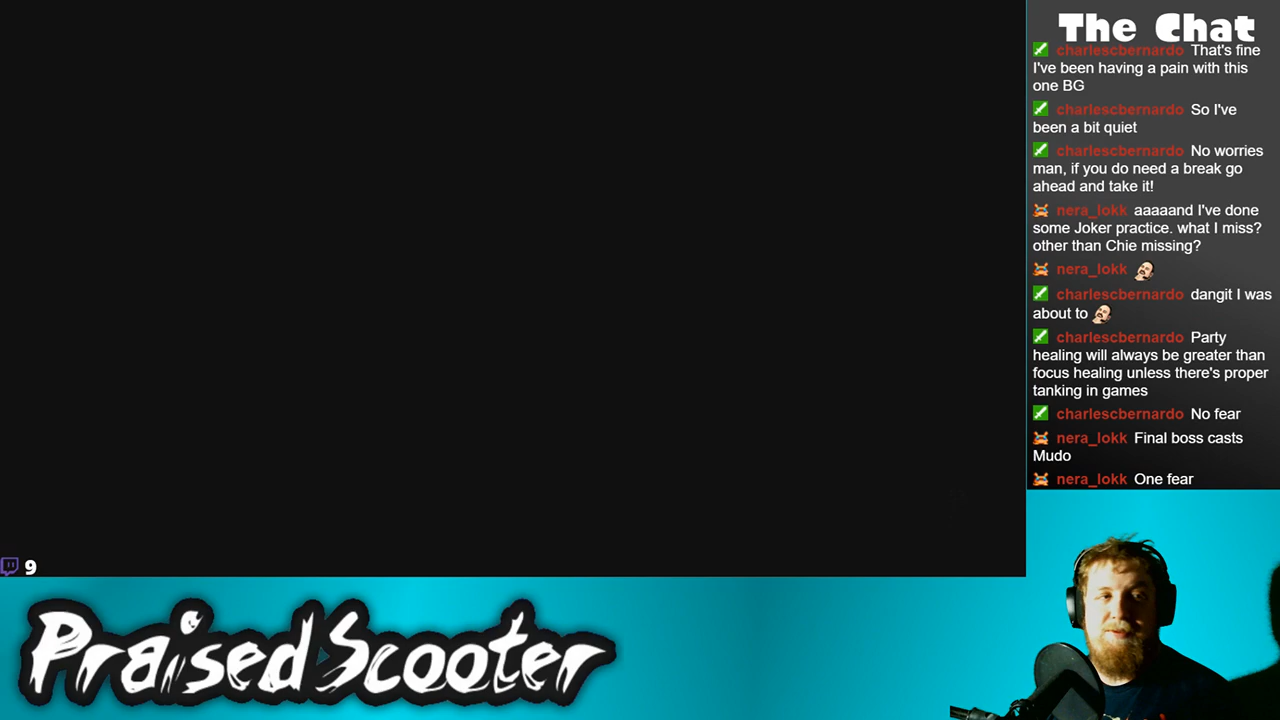 The Chat
charlescbernardo That's fine
I've been having a pain with this
one BG
charlescbernardo So I've
been a bit quiet
charlescbernardo No worries
man, if you do need a break go
ahead and take it!
nera_lokk aaaaand I've done
some Joker practice. what I miss?
other than Chie missing?
nera_lokk
charlescbernardo dangit I was
about to
charlescbernardo Party
healing will always be greater than
focus healing unless there's proper
tanking in games
charlescbernardo No fear
nera_lokk Final boss casts
Mudo
nera_lokk One fear
9
PraisedScooter